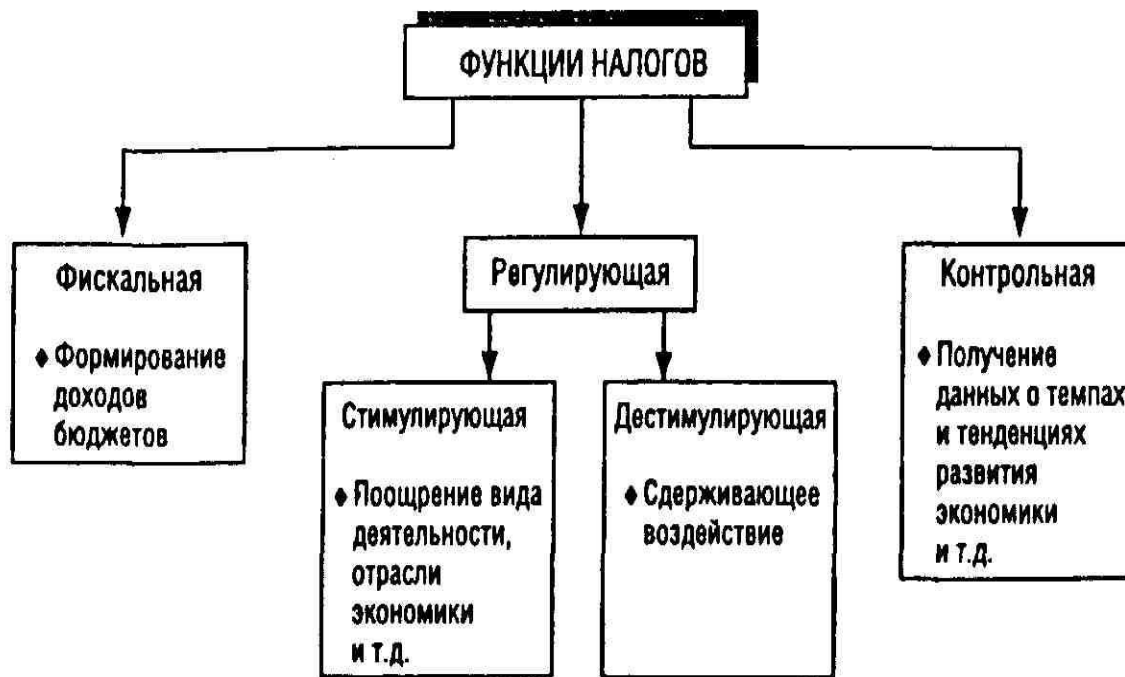 ФУНКЦИИ НАЛОГОВ
Фискальная
♦ Формирование
доходов
бюджетов
Регулирующая
Стимулирующая
♦ Поощрение вида
деятельности,
отрасли
экономики
и т.д.
Дестимулирующая
♦ Сдерживающее
воздействие
Контрольная
♦ Получение
данных о темпах
и тенденциях
развития
экономики
и т.д.